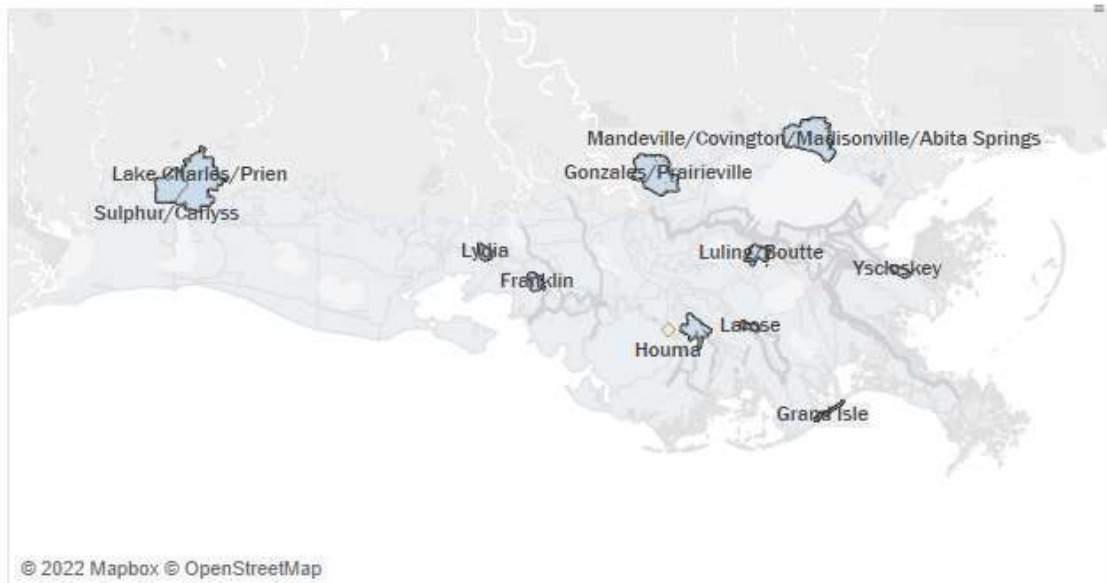 Mandeville/Covington/Madisonville/Abita Springs
Lake Charles/Prien
Gonzales/Prairieville
Sulphur/Carlyss
Lydia
Luling/Boutte
Yscloskey
Franklin
Larose
Houma
Grand Isle
© 2022 Mapbox © OpenStreetMap